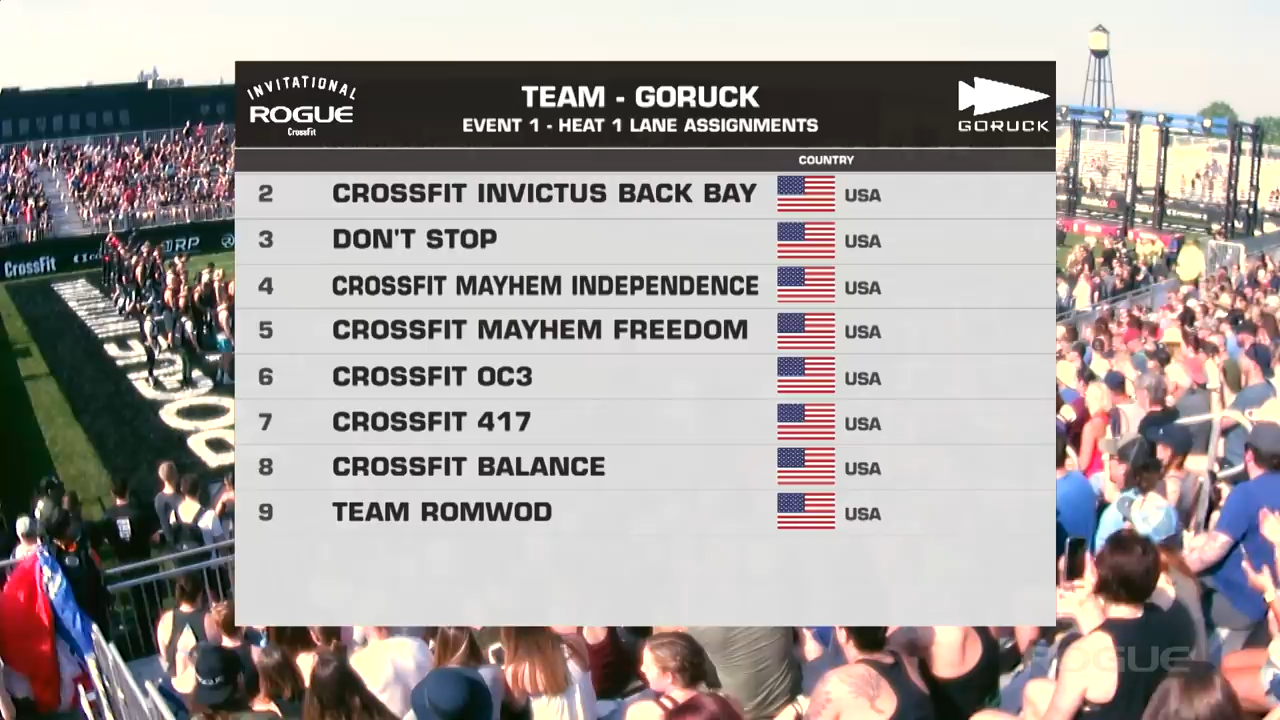 INVITATIONAL
ROGUE
CrossFit
TEAM - GORUCK
EVENT 1 - HEAT 1 LANE ASSIGNMENTS
GORUCK
COUNTRY
2 CROSSFIT INVICTUS BACK BAY USA
3 DON'T STOP USA
4 CROSSFIT MAYHEM INDEPENDENCE USA
5 CROSSFIT MAYHEM FREEDOM USA
6 CROSSFIT OC3 USA
7 CROSSFIT 417 USA
8 CROSSFIT BALANCE USA
9 TEAM ROMWOD USA
CrossFit
RP
ROGUE